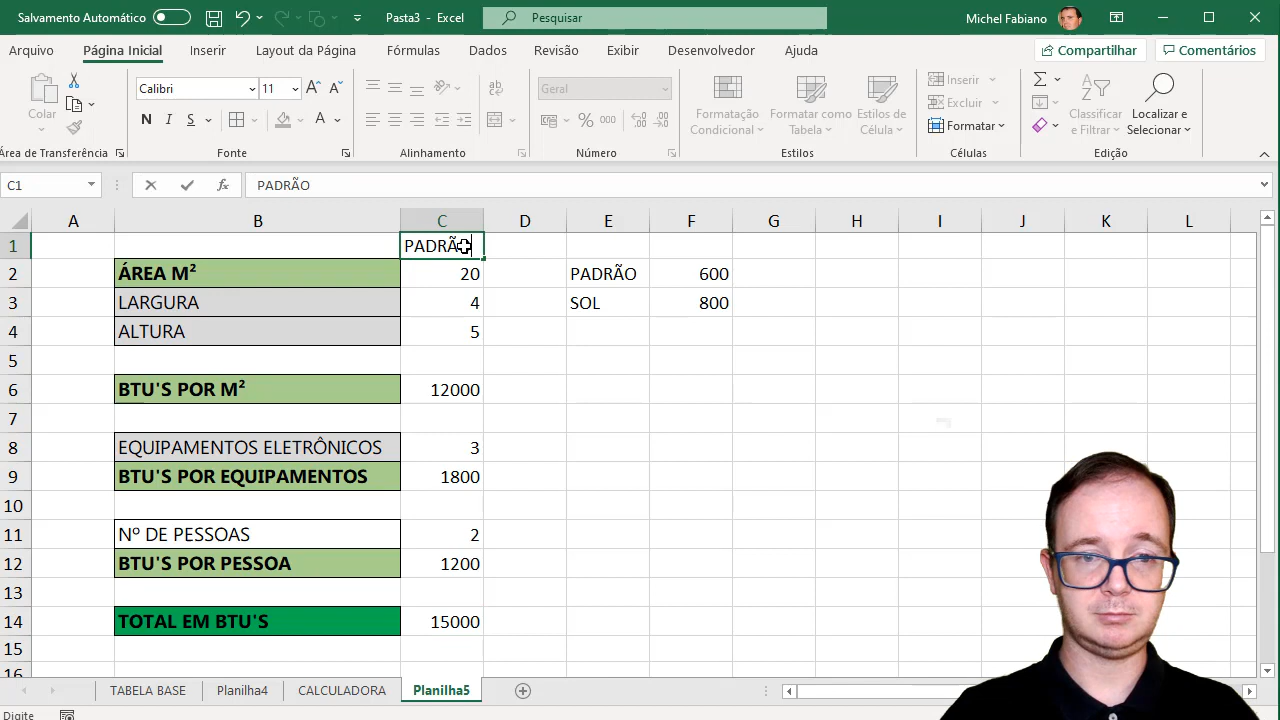 Salvamento Automático
Pasta3 - Excel
Pesquisar
Michel Fabiano
Arquivo
Página Inicial
Inserir
Layout da Página
Fórmulas
Dados
Revisão
Exibir
Desenvolvedor
Ajuda
Compartilhar
Comentários
Colar
Calibri
11
N I S
A
ab
Geral
% 000
Formatação Condicional
Formatar como Tabela
Estilos de Célula
Inserir
Excluir
Formatar
Classificar e Filtrar
Localizar e Selecionar
Área de Transferência
Fonte
Alinhamento
Número
Estilos
Células
Edição
C1
fx
PADRÃO
A B C D E F G H I J K L
1 PADRÃO
2 ÁREA M² 20 PADRÃO 600
3 LARGURA 4 SOL 800
4 ALTURA 5
5
6 BTU'S POR M² 12000
7
8 EQUIPAMENTOS ELETRÔNICOS 3
9 BTU'S POR EQUIPAMENTOS 1800
10
11 Nº DE PESSOAS 2
12 BTU'S POR PESSOA 1200
13
14 TOTAL EM BTU'S 15000
15
16
TABELA BASE
Planilha4
CALCULADORA
Planilha5
Digite